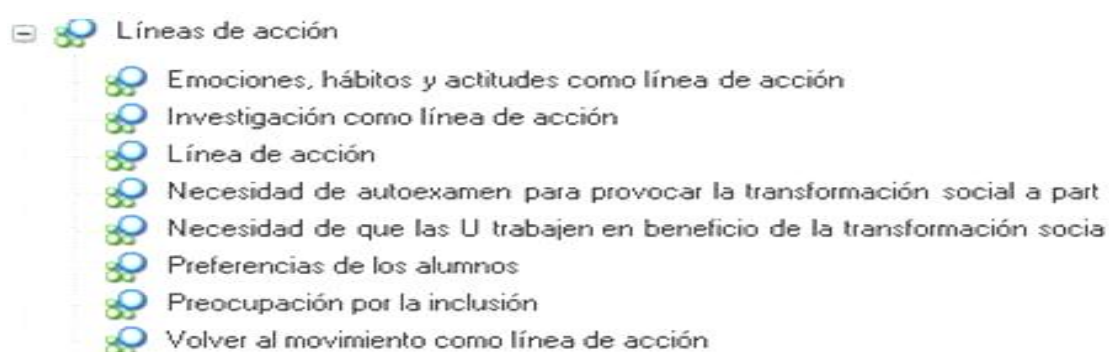 Líneas de acción
Emociones, hábitos y actitudes como línea de acción
Investigación como línea de acción
Línea de acción
Necesidad de autoexamen para provocar la transformación social a part
Necesidad de que las U trabajen en beneficio de la transformación socia
Preferencias de los alumnos
Preocupación por la inclusión
Volver al movimiento como línea de acción